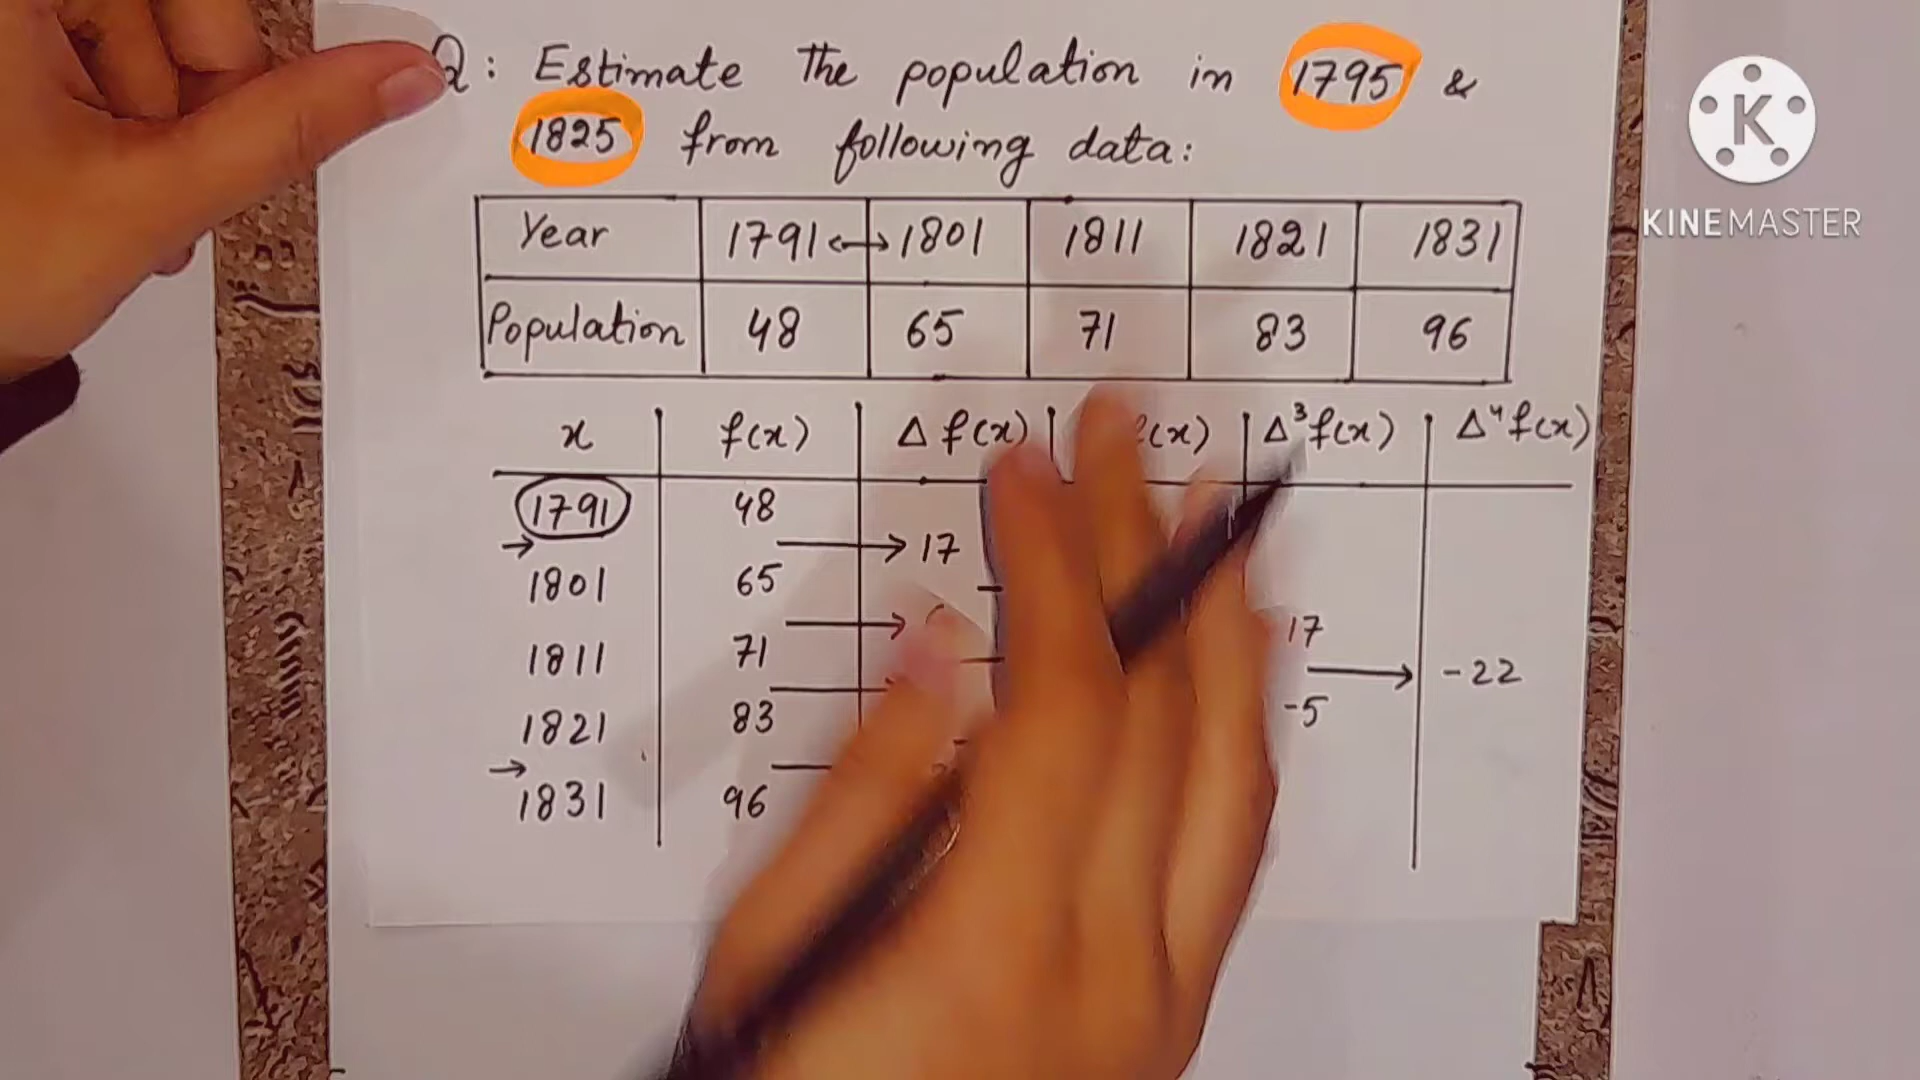 Q: Estimate the population in 1795 &
1825 from following data:
Year 1791 ↔ 1801 1811 1821 1831
Population 48 65 71 83 96
x f(x) Δ f(x) f(x) Δ³f(x) Δ⁴f(x)
1791 48
→ → 17
1801 65
→ 17
1811 71 → -22
-5
1821 83
→
1831 96
K
KINEMASTER